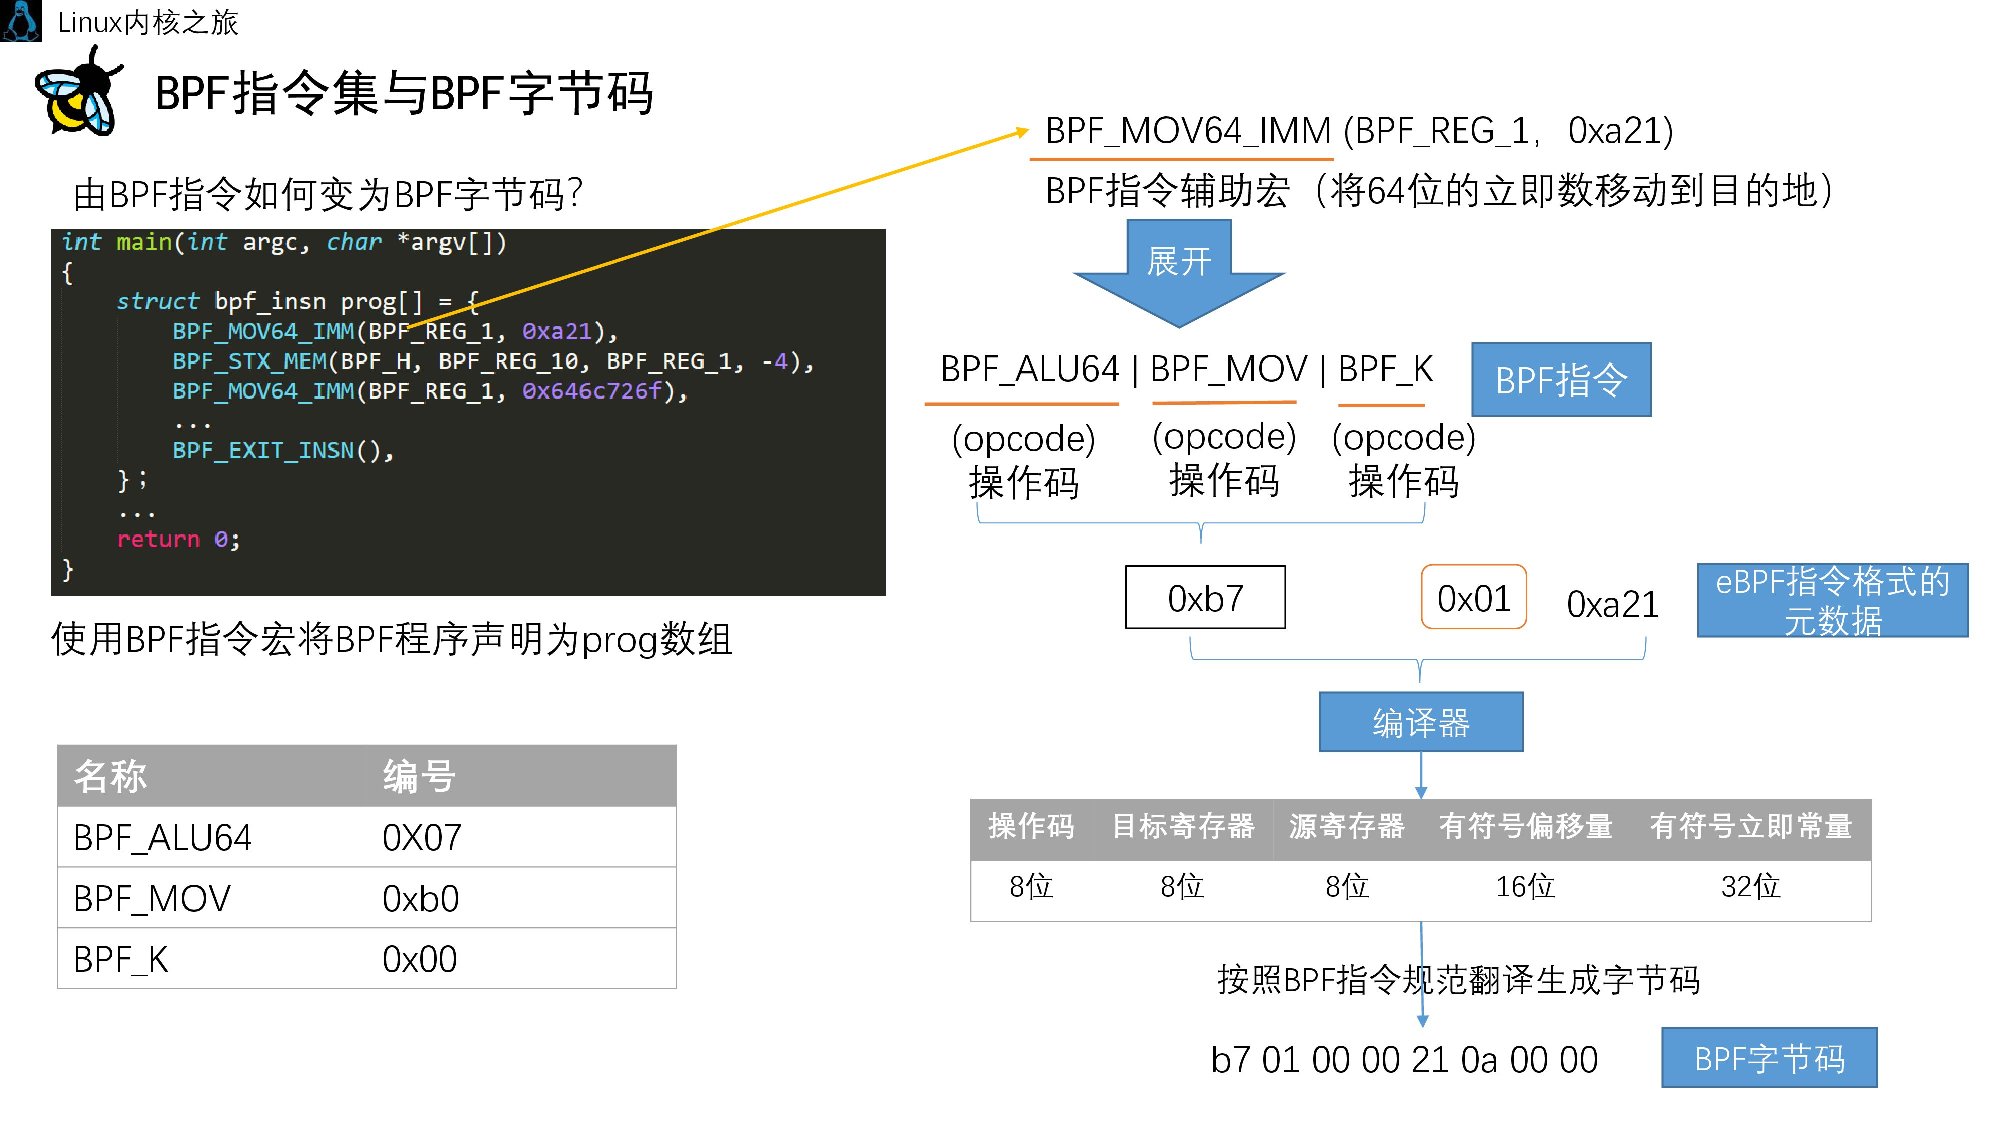 Linux内核之旅
BPF指令集与BPF字节码
由BPF指令如何变为BPF字节码？
int main(int argc, char *argv[])
{
struct bpf_insn prog[] = {
BPF_MOV64_IMM(BPF_REG_1, 0xa21),
BPF_STX_MEM(BPF_H, BPF_REG_10, BPF_REG_1, -4),
BPF_MOV64_IMM(BPF_REG_1, 0x646c726f),
...
BPF_EXIT_INSN(),
};
...
return 0;
}
使用BPF指令宏将BPF程序声明为prog数组
名称 编号
BPF_ALU64 0X07
BPF_MOV 0xb0
BPF_K 0x00
BPF_MOV64_IMM (BPF_REG_1, 0xa21)
BPF指令辅助宏（将64位的立即数移动到目的地）
展开
BPF_ALU64 | BPF_MOV | BPF_K
BPF指令
(opcode) (opcode) (opcode)
操作码 操作码 操作码
0xb7 0x01 0xa21
eBPF指令格式的
元数据
编译器
操作码 目标寄存器 源寄存器 有符号偏移量 有符号立即常量
8位 8位 8位 16位 32位
按照BPF指令规范翻译生成字节码
b7 01 00 00 21 0a 00 00
BPF字节码